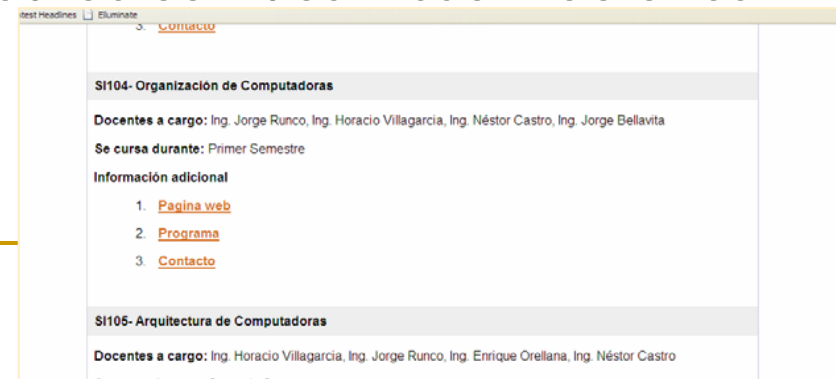 test Headlines Eluminate
3. Contacto
SI104- Organización de Computadoras
Docentes a cargo: Ing. Jorge Runco, Ing. Horacio Villagarcia, Ing. Néstor Castro, Ing. Jorge Bellavita
Se cursa durante: Primer Semestre
Información adicional
1. Pagina web
2. Programa
3. Contacto
SI105- Arquitectura de Computadoras
Docentes a cargo: Ing. Horacio Villagarcia, Ing. Jorge Runco, Ing. Enrique Orellana, Ing. Néstor Castro